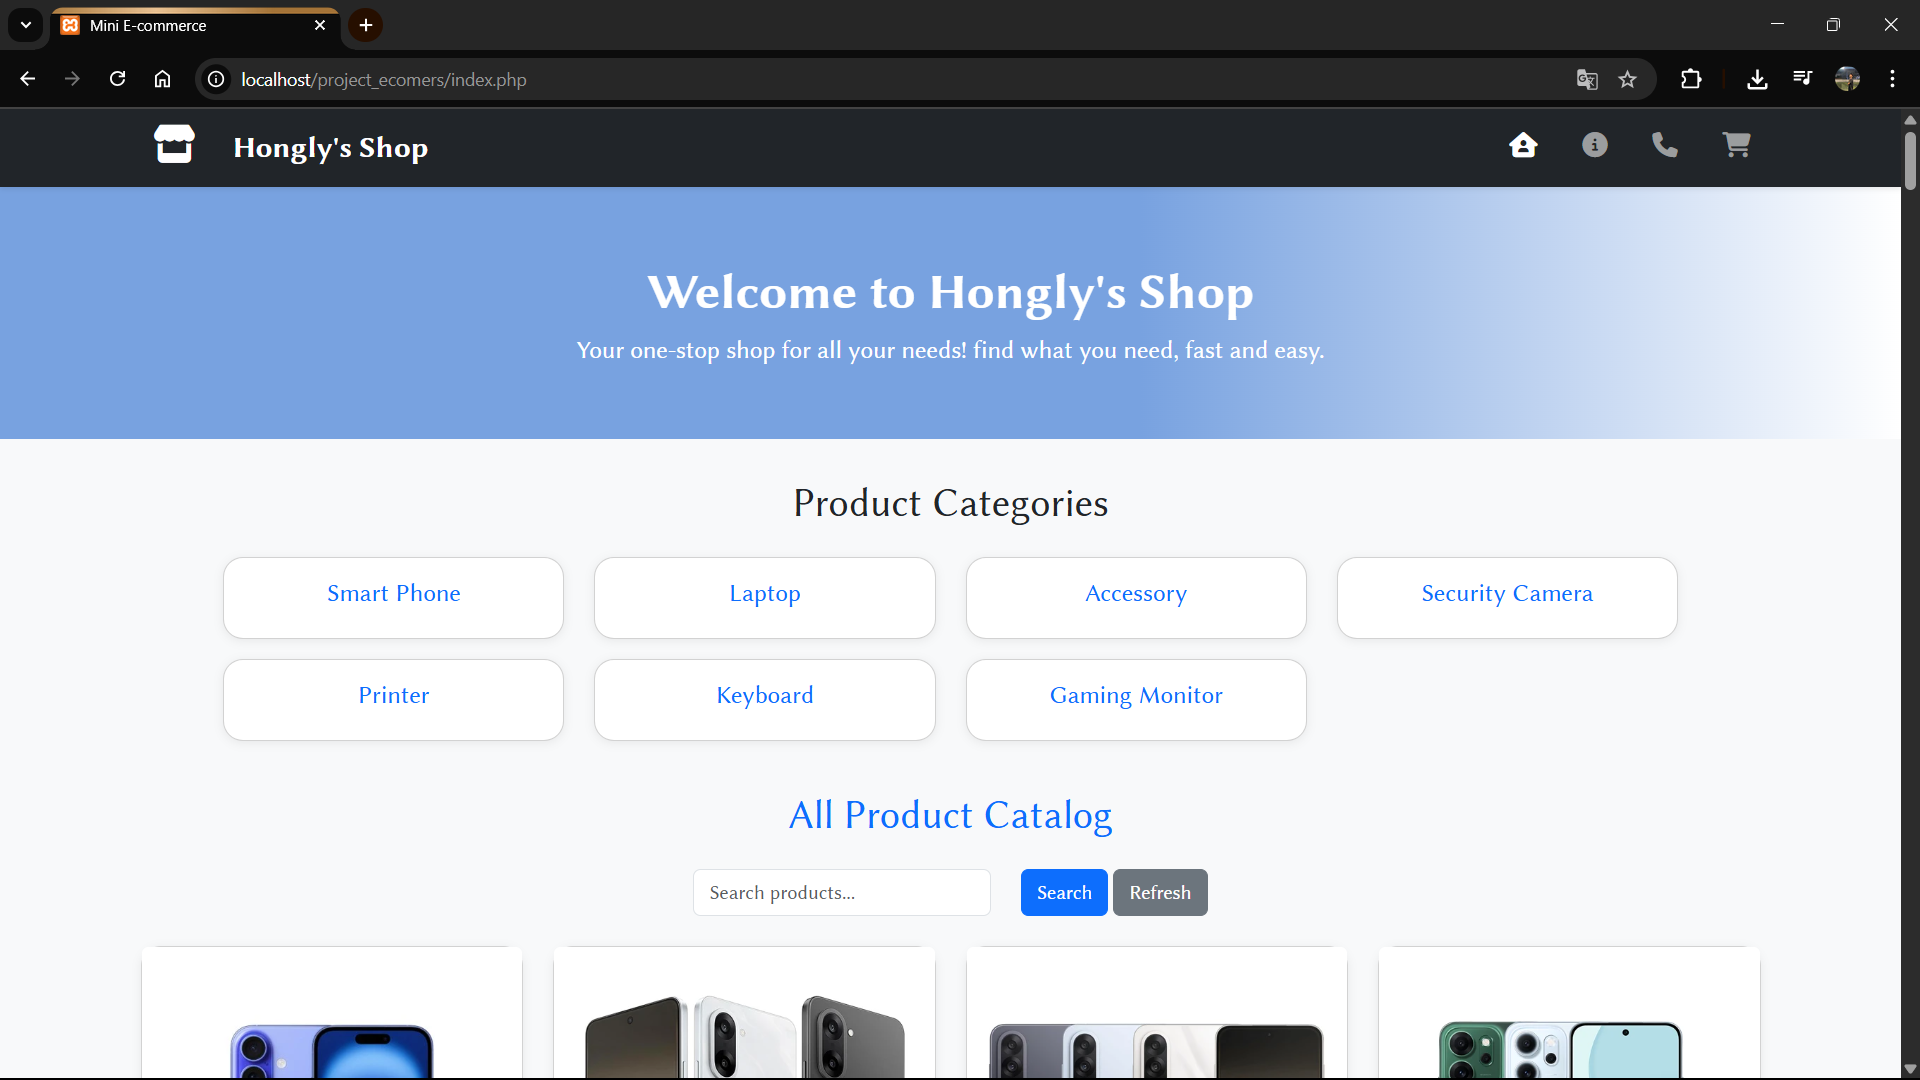 Mini E-commerce
localhost/project_ecomers/index.php
Hongly's Shop
Welcome to Hongly's Shop
Your one-stop shop for all your needs! find what you need, fast and easy.
Product Categories
Smart Phone
Laptop
Accessory
Security Camera
Printer
Keyboard
Gaming Monitor
All Product Catalog
Search products...
Search
Refresh